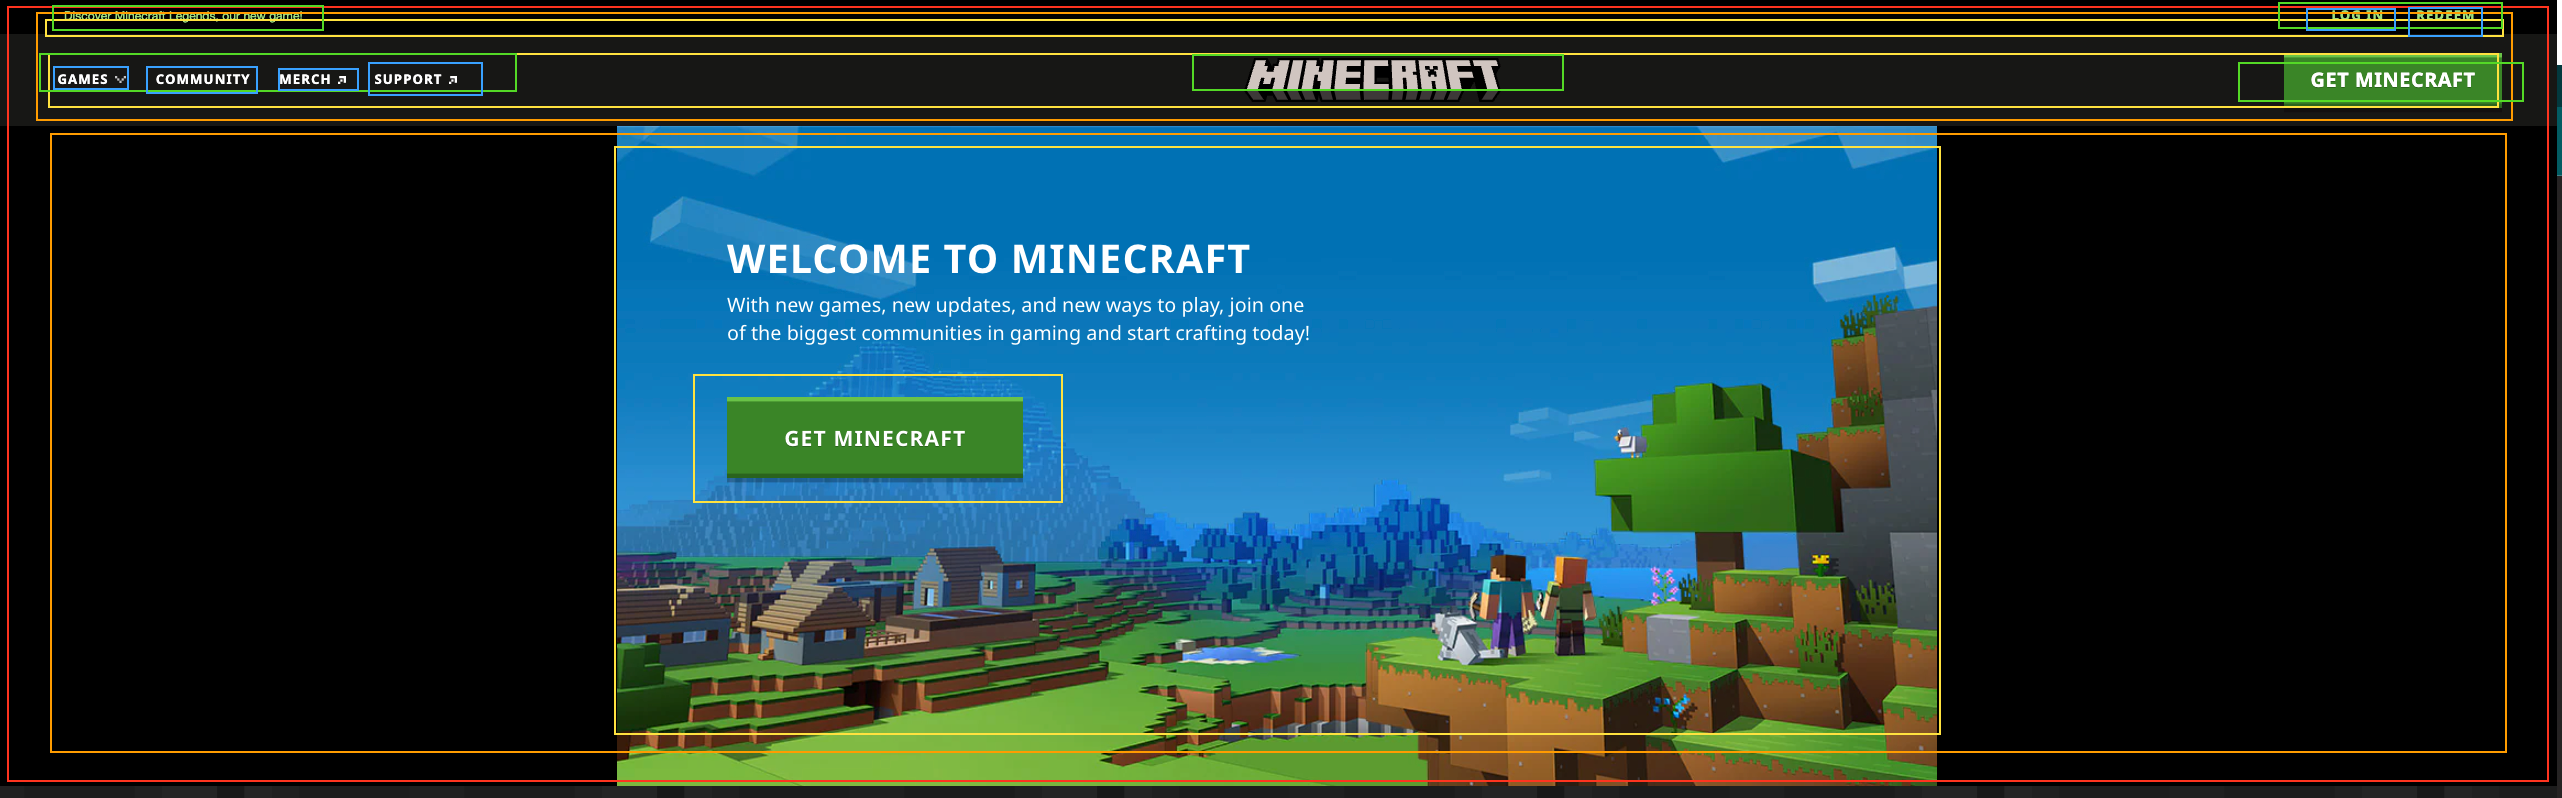 Discover Minecraft Legends, our new game!
LOG IN REDEEM
GAMES COMMUNITY MERCH SUPPORT
MINECRAFT
GET MINECRAFT
WELCOME TO MINECRAFT
With new games, new updates, and new ways to play, join one
of the biggest communities in gaming and start crafting today!
GET MINECRAFT